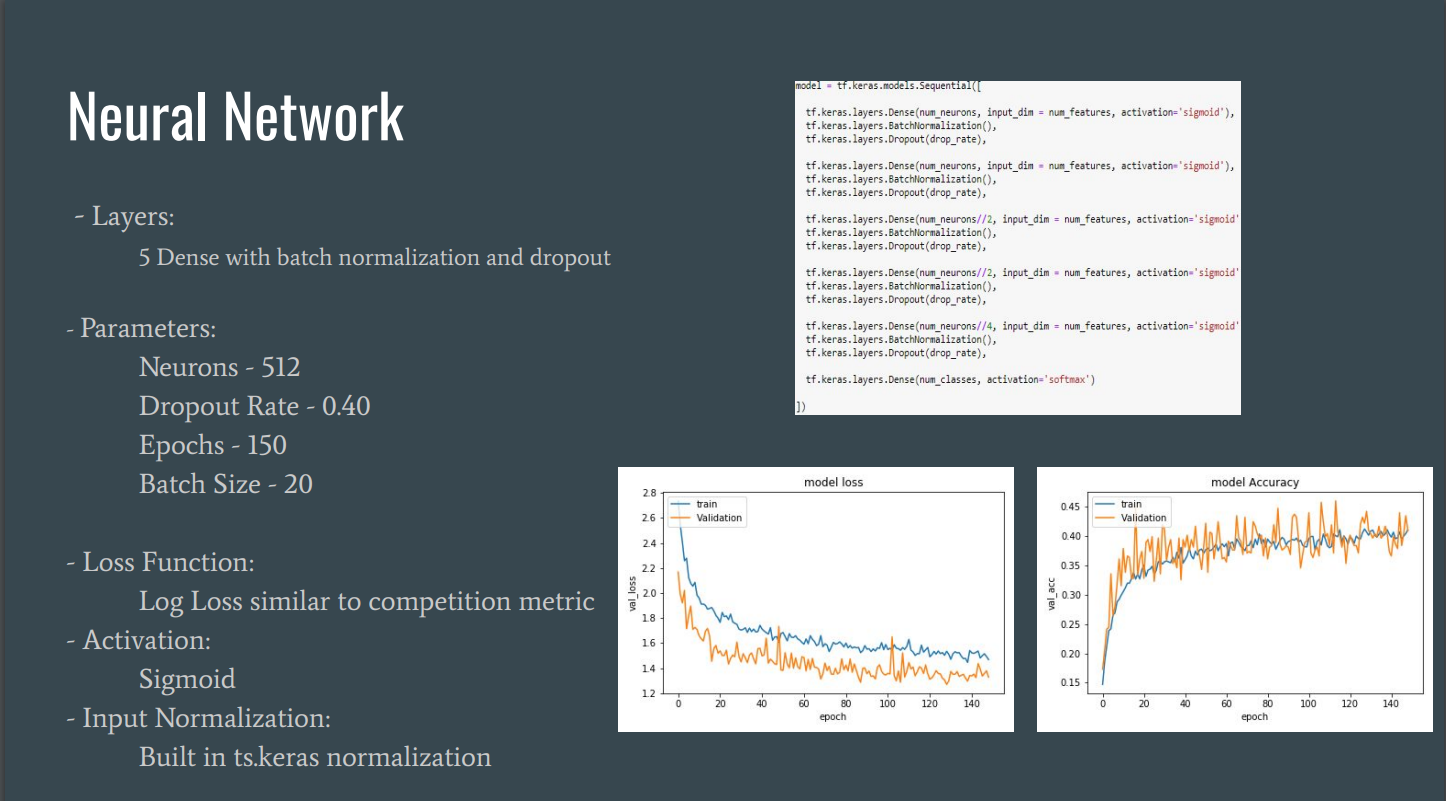 Neural Network
- Layers:
5 Dense with batch normalization and dropout
- Parameters:
Neurons - 512
Dropout Rate - 0.40
Epochs - 150
Batch Size - 20
- Loss Function:
Log Loss similar to competition metric
- Activation:
Sigmoid
- Input Normalization:
Built in ts.keras normalization
model = tf.keras.models.Sequential([
tf.keras.layers.Dense(num_neurons, input_dim = num_features, activation='sigmoid'),
tf.keras.layers.BatchNormalization(),
tf.keras.layers.Dropout(drop_rate),
tf.keras.layers.Dense(num_neurons, input_dim = num_features, activation='sigmoid'),
tf.keras.layers.BatchNormalization(),
tf.keras.layers.Dropout(drop_rate),
tf.keras.layers.Dense(num_neurons//2, input_dim = num_features, activation='sigmoid'
tf.keras.layers.BatchNormalization(),
tf.keras.layers.Dropout(drop_rate),
tf.keras.layers.Dense(num_neurons//2, input_dim = num_features, activation='sigmoid'
tf.keras.layers.BatchNormalization(),
tf.keras.layers.Dropout(drop_rate),
tf.keras.layers.Dense(num_neurons//4, input_dim = num_features, activation='sigmoid'
tf.keras.layers.BatchNormalization(),
tf.keras.layers.Dropout(drop_rate),
tf.keras.layers.Dense(num_classes, activation='softmax')
])
model loss
train
Validation
val_loss
2.8
2.6
2.4
2.2
2.0
1.8
1.6
1.4
1.2
0 20 40 60 80 100 120 140
epoch
model Accuracy
train
Validation
val_acc
0.45
0.40
0.35
0.30
0.25
0.20
0.15
0 20 40 60 80 100 120 140
epoch